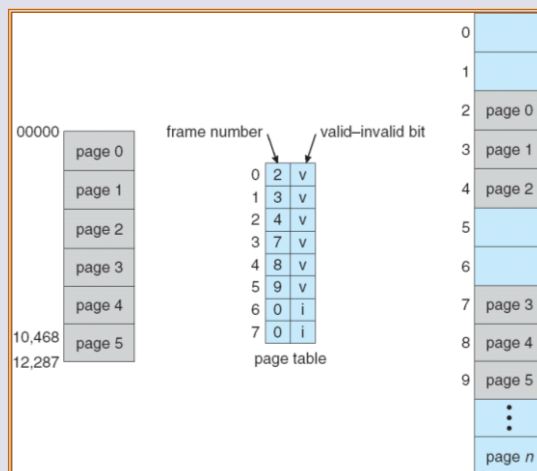 00000
page 0
page 1
page 2
page 3
page 4
10,468
page 5
12,287
frame number
valid–invalid bit
0 2 v
1 3 v
2 4 v
3 7 v
4 8 v
5 9 v
6 0 i
7 0 i
page table
0
1
2 page 0
3 page 1
4 page 2
5
6
7 page 3
8 page 4
9 page 5
page n